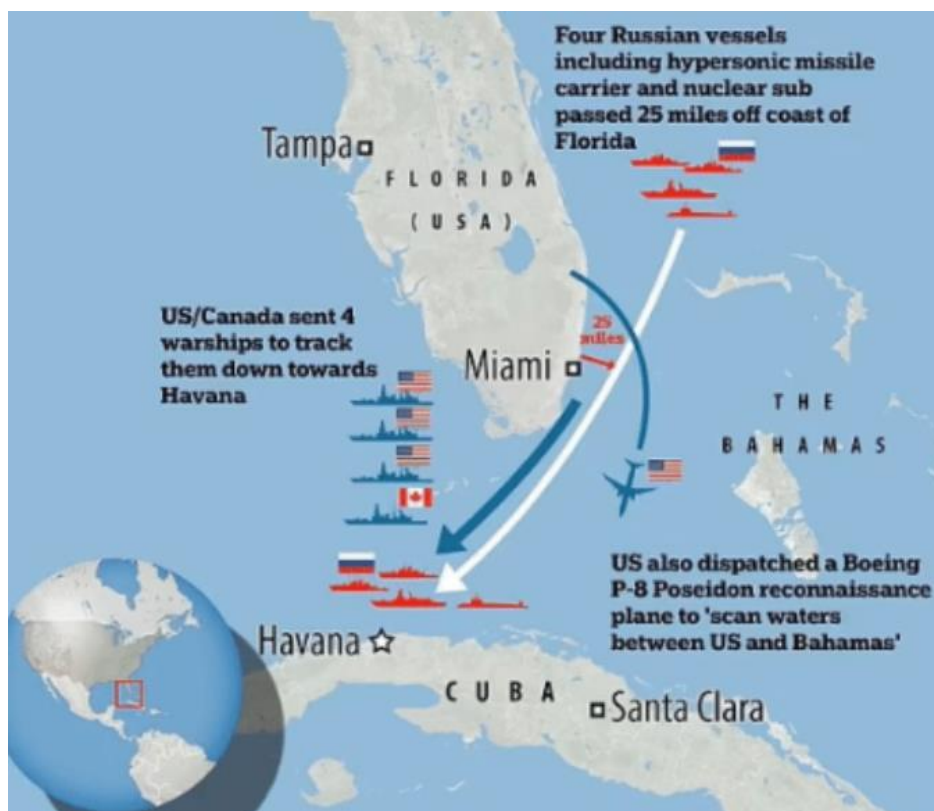 Four Russian vessels
including hypersonic missile
carrier and nuclear sub
passed 25 miles off coast of
Florida
Tampa
FLORIDA
(USA)
US/Canada sent 4
warships to track
them down towards
Havana
25
miles
Miami
THE
BAHAMAS
US also dispatched a Boeing
P-8 Poseidon reconnaissance
plane to 'scan waters
between US and Bahamas'
Havana
CUBA
Santa Clara